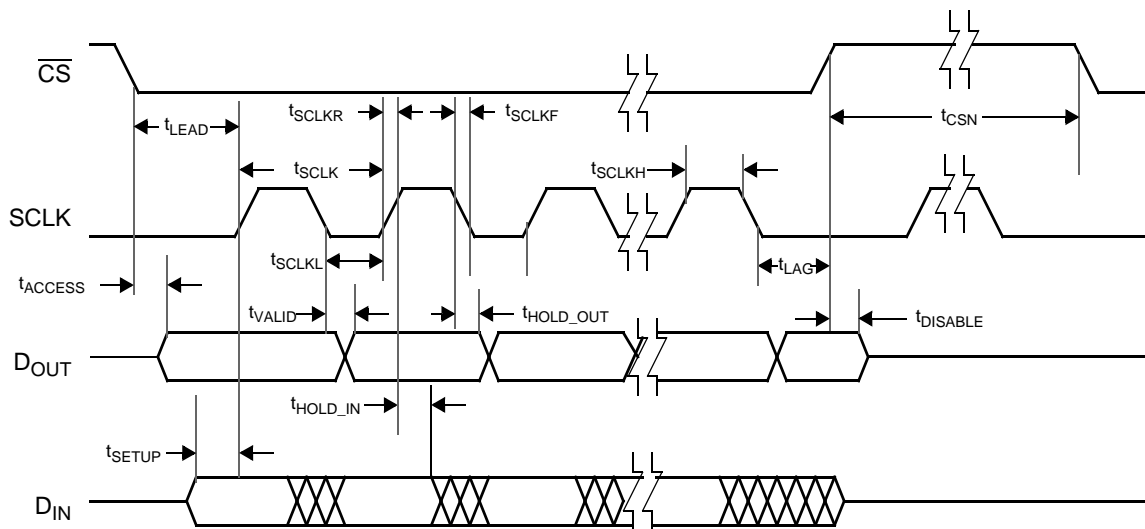 CS
tLEAD
tSCLKR
tSCLKF
tCSN
tSCLK
tSCLKH
SCLK
tSCLKL
tLAG
tACCESS
tVALID
tHOLD_OUT
tDISABLE
DOUT
tHOLD_IN
tSETUP
DIN